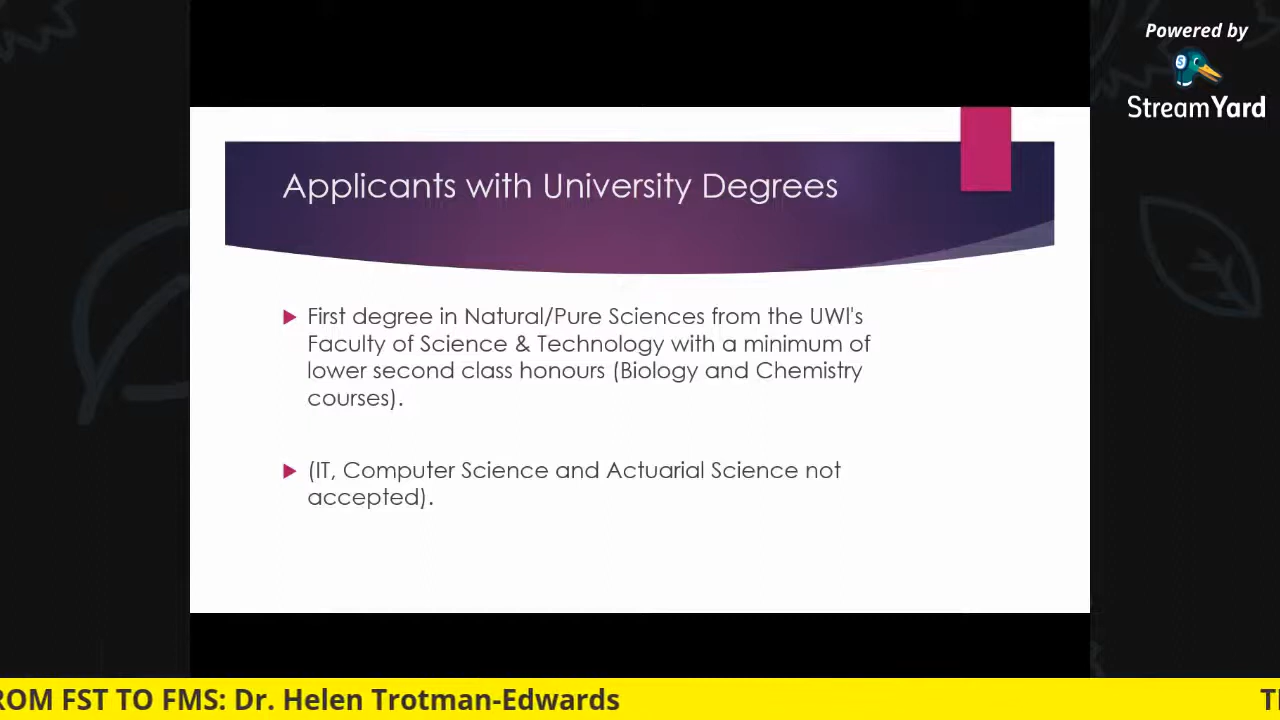 Powered by
StreamYard
Applicants with University Degrees
First degree in Natural/Pure Sciences from the UWI's
Faculty of Science & Technology with a minimum of
lower second class honours (Biology and Chemistry
courses).
(IT, Computer Science and Actuarial Science not
accepted).
ROM FST TO FMS: Dr. Helen Trotman-Edwards